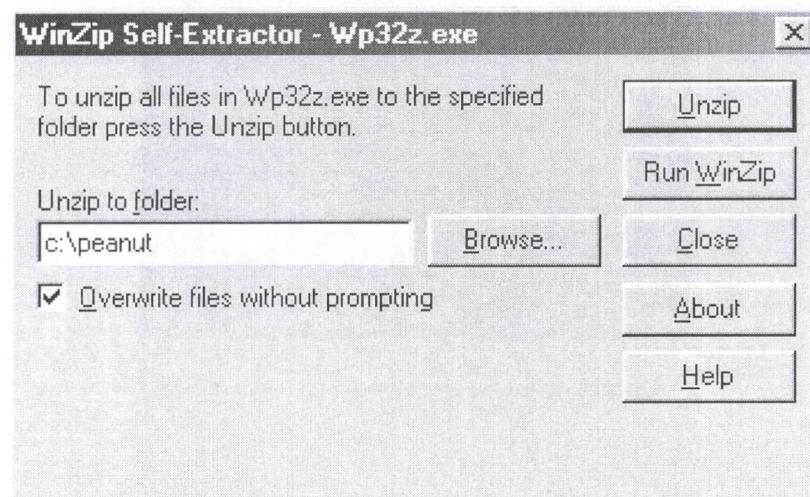 WinZip Self-Extractor - Wp32z.exe
To unzip all files in Wp32z.exe to the specified
folder press the Unzip button.
Unzip to folder:
c:\peanut
Browse...
Overwrite files without prompting
Unzip
Run WinZip
Close
About
Help